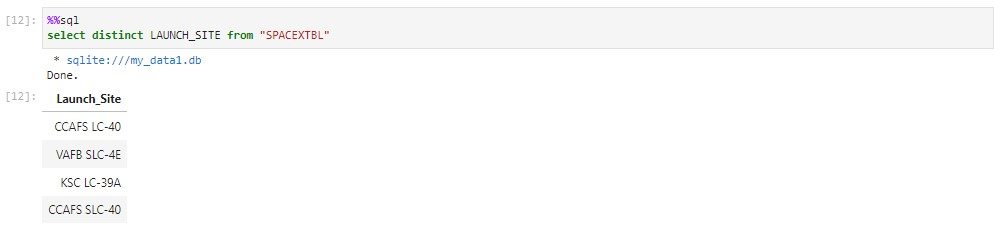 [12]: %%sql
select distinct LAUNCH_SITE from "SPACEXTBL"
* sqlite:///my_data1.db
Done.
[12]: Launch_Site
CCAFS LC-40
VAFB SLC-4E
KSC LC-39A
CCAFS SLC-40